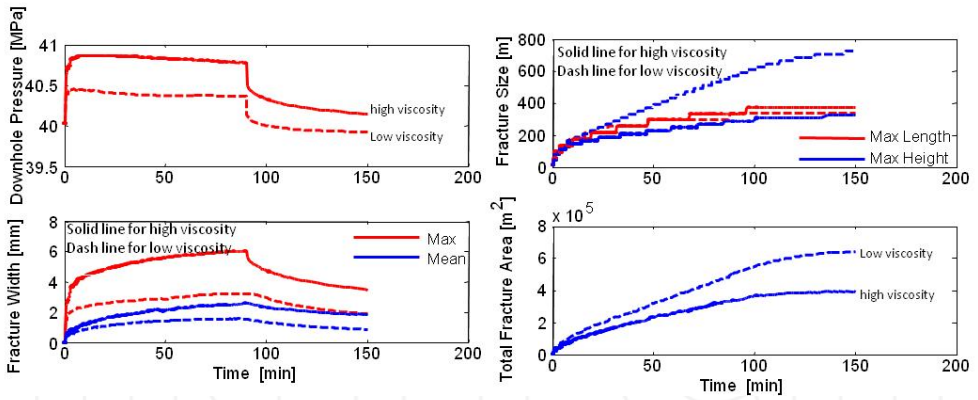 Downhole Pressure [MPa]
41
40.5
40
39.5
high viscosity
Low viscosity
0 50 100 150 200
Fracture Size [m]
800
600
400
200
0
Solid line for high viscosity
Dash line for low viscosity
Max Length
Max Height
0 50 100 150 200
Fracture Width [mm]
8
6
4
2
0
Solid line for high viscosity
Dash line for low viscosity
Max
Mean
0 50 100 150 200
Time [min]
Total Fracture Area [m2]
x 10^5
8
6
4
2
0
Low viscosity
high viscosity
0 50 100 150 200
Time [min]